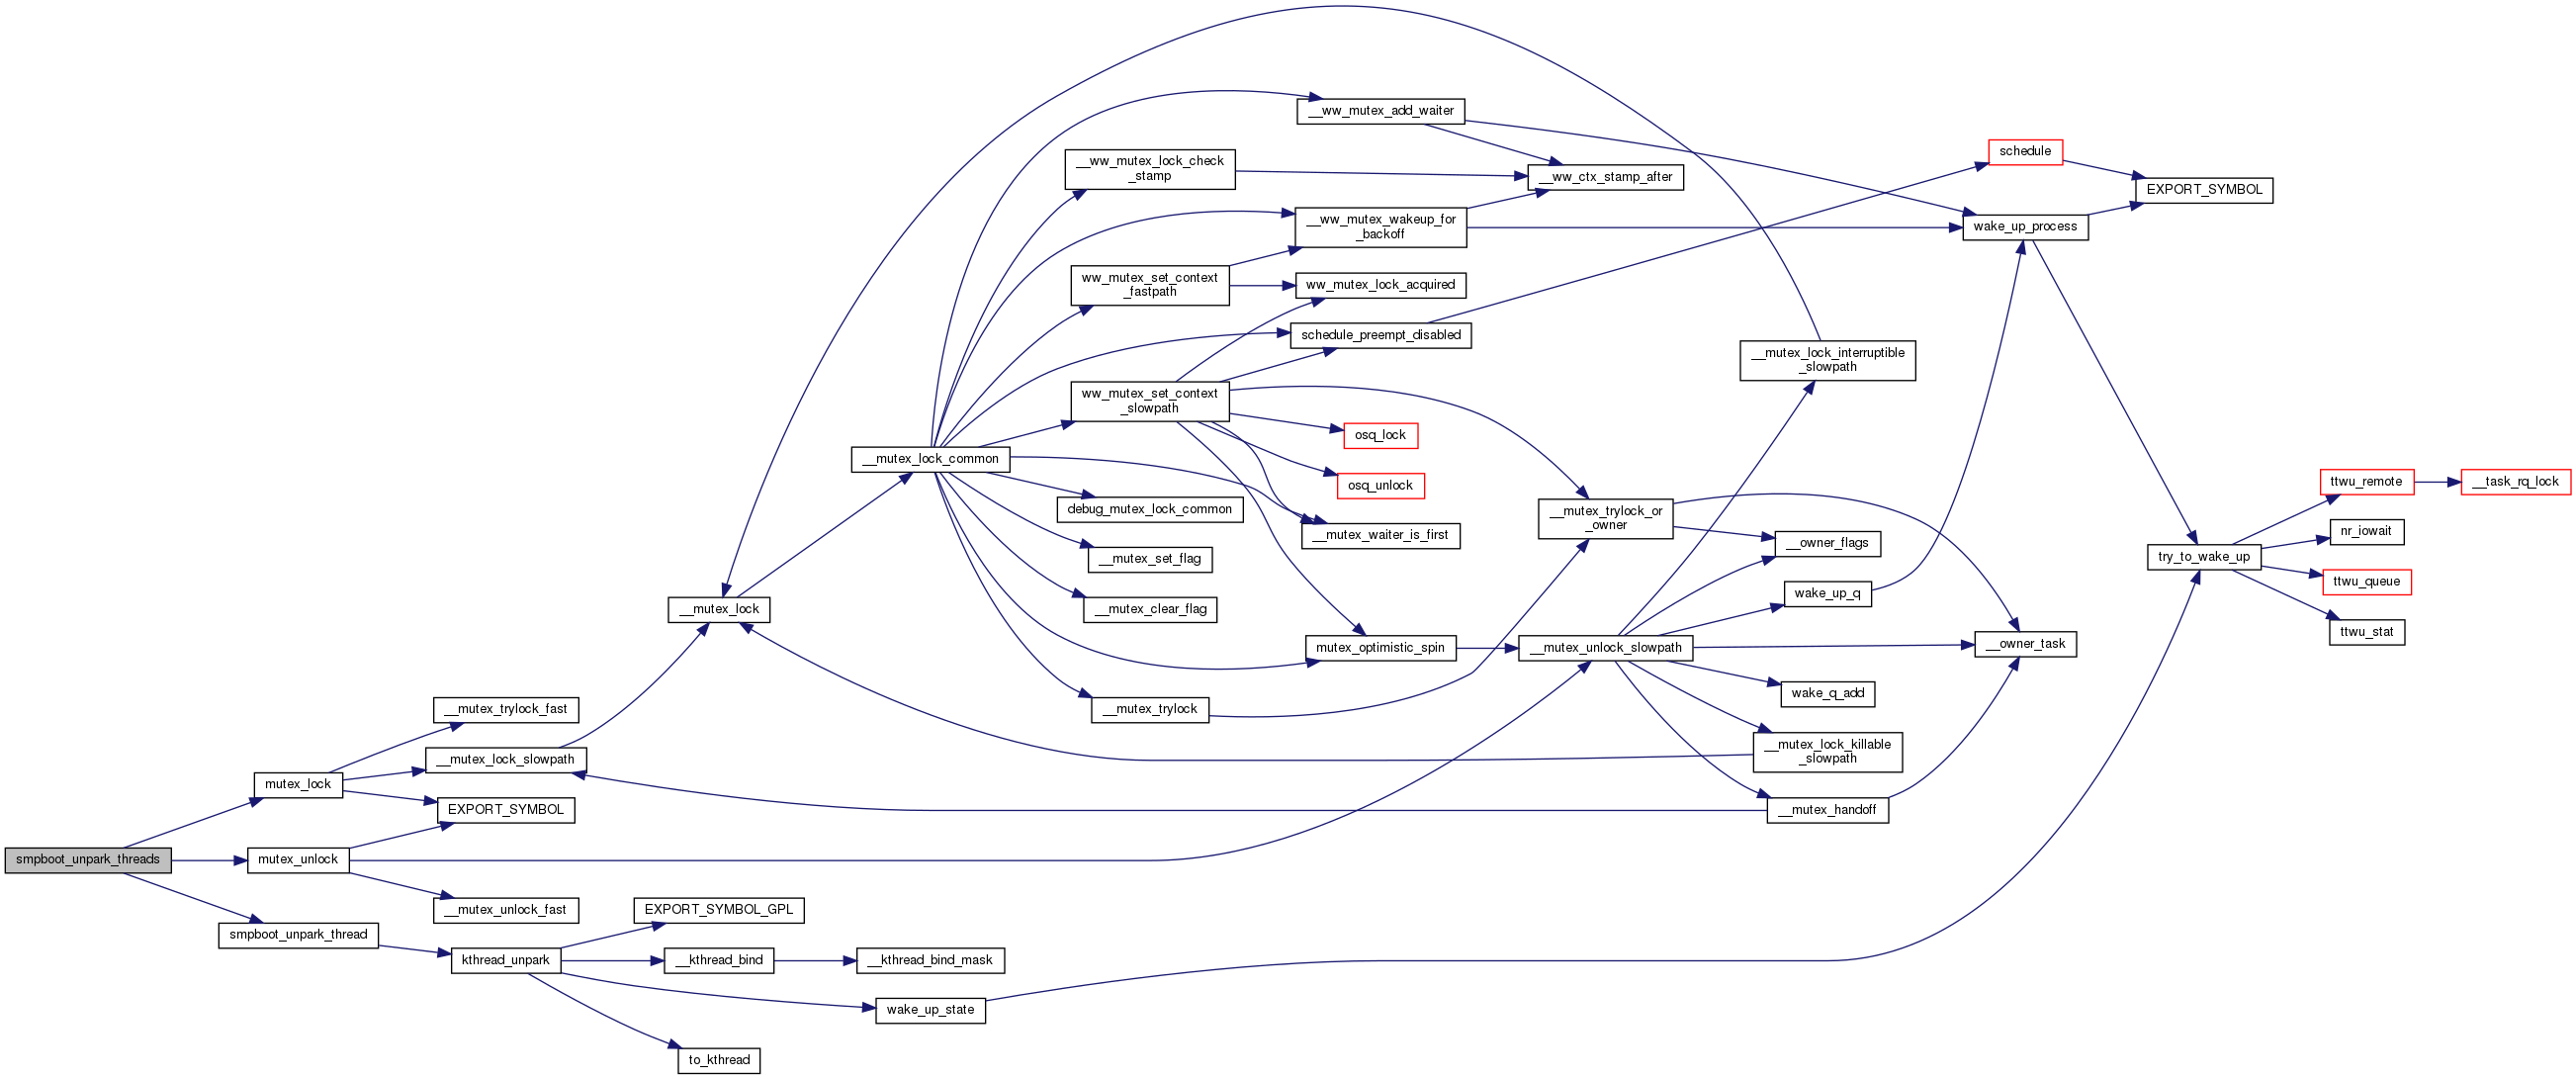 smpboot_unpark_threads
mutex_lock
mutex_unlock
smpboot_unpark_thread
__mutex_trylock_fast
__mutex_lock_slowpath
EXPORT_SYMBOL
__mutex_unlock_fast
kthread_unpark
EXPORT_SYMBOL_GPL
__kthread_bind
to_kthread
__mutex_lock
__kthread_bind_mask
wake_up_state
__mutex_lock_common
__ww_mutex_lock_check
_stamp
ww_mutex_set_context
_fastpath
ww_mutex_set_context
_slowpath
debug_mutex_lock_common
__mutex_set_flag
__mutex_clear_flag
__mutex_trylock
__ww_mutex_add_waiter
__ww_mutex_wakeup_for
_backoff
ww_mutex_lock_acquired
schedule_preempt_disabled
osq_lock
osq_unlock
__mutex_waiter_is_first
mutex_optimistic_spin
__ww_ctx_stamp_after
__mutex_trylock_or
_owner
__mutex_unlock_slowpath
__mutex_lock_interruptible
_slowpath
__owner_flags
wake_up_q
wake_q_add
__mutex_lock_killable
_slowpath
__mutex_handoff
schedule
wake_up_process
__owner_task
EXPORT_SYMBOL
try_to_wake_up
ttwu_remote
nr_iowait
ttwu_queue
ttwu_stat
__task_rq_lock